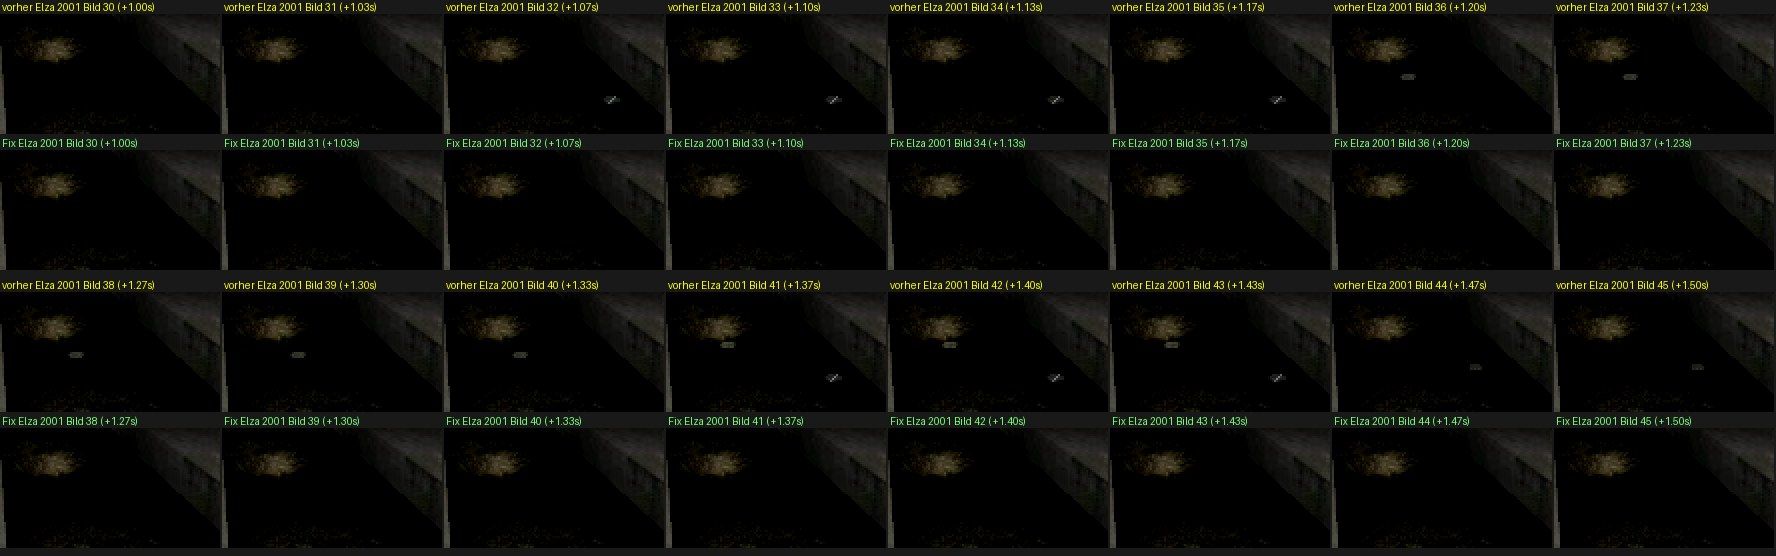 vorher Elza 2001 Bild 30 (+1.00s) vorher Elza 2001 Bild 31 (+1.03s) vorher Elza 2001 Bild 32 (+1.07s) vorher Elza 2001 Bild 33 (+1.10s) vorher Elza 2001 Bild 34 (+1.13s) vorher Elza 2001 Bild 35 (+1.17s) vorher Elza 2001 Bild 36 (+1.20s) vorher Elza 2001 Bild 37 (+1.23s)
Fix Elza 2001 Bild 30 (+1.00s) Fix Elza 2001 Bild 31 (+1.03s) Fix Elza 2001 Bild 32 (+1.07s) Fix Elza 2001 Bild 33 (+1.10s) Fix Elza 2001 Bild 34 (+1.13s) Fix Elza 2001 Bild 35 (+1.17s) Fix Elza 2001 Bild 36 (+1.20s) Fix Elza 2001 Bild 37 (+1.23s)
vorher Elza 2001 Bild 38 (+1.27s) vorher Elza 2001 Bild 39 (+1.30s) vorher Elza 2001 Bild 40 (+1.33s) vorher Elza 2001 Bild 41 (+1.37s) vorher Elza 2001 Bild 42 (+1.40s) vorher Elza 2001 Bild 43 (+1.43s) vorher Elza 2001 Bild 44 (+1.47s) vorher Elza 2001 Bild 45 (+1.50s)
Fix Elza 2001 Bild 38 (+1.27s) Fix Elza 2001 Bild 39 (+1.30s) Fix Elza 2001 Bild 40 (+1.33s) Fix Elza 2001 Bild 41 (+1.37s) Fix Elza 2001 Bild 42 (+1.40s) Fix Elza 2001 Bild 43 (+1.43s) Fix Elza 2001 Bild 44 (+1.47s) Fix Elza 2001 Bild 45 (+1.50s)